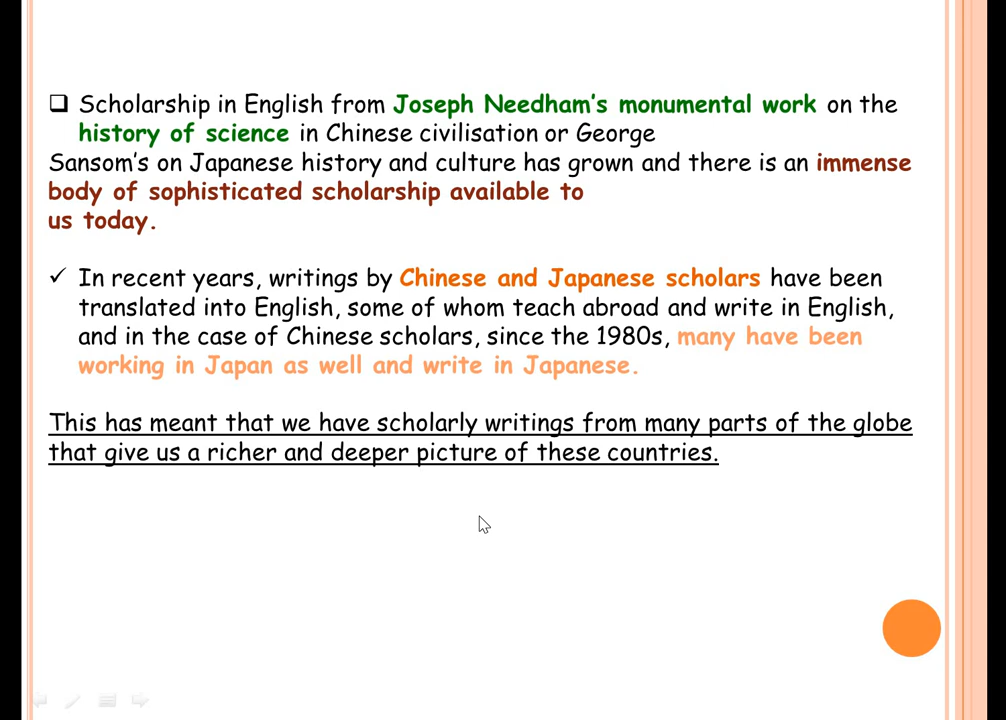 Scholarship in English from Joseph Needham's monumental work on the
history of science in Chinese civilisation or George
Sansom's on Japanese history and culture has grown and there is an immense
body of sophisticated scholarship available to
us today.
In recent years, writings by Chinese and Japanese scholars have been
translated into English, some of whom teach abroad and write in English,
and in the case of Chinese scholars, since the 1980s, many have been
working in Japan as well and write in Japanese.
This has meant that we have scholarly writings from many parts of the globe
that give us a richer and deeper picture of these countries.